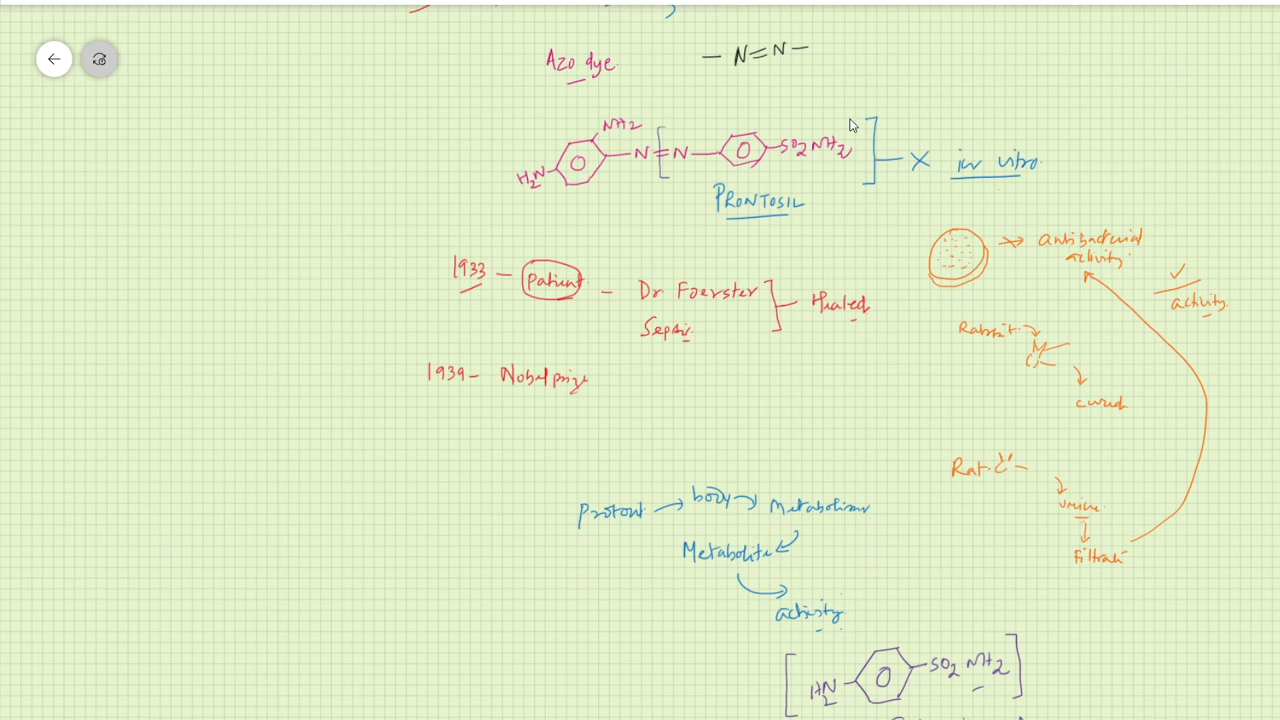 Azo dye. — N=N —
NH2
H2N — N=N — SO2NH2
X in vitro.
PRONTOSIL
antibacterial
activity
activity.
1933 — Patient — Dr Foerster
Healed
Sepsis.
Rabbit
cured
1939 — Nobel prize
Rat.
body
Metabolism
urine
Metabolite
Filtrate
activity
H2N — SO2NH2